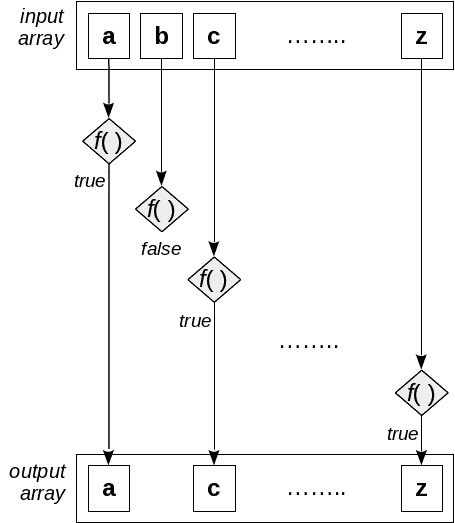 input
array
a b c ........ z
f( )
true
f( )
false
f( )
true
........
f( )
true
output
array
a c ........ z